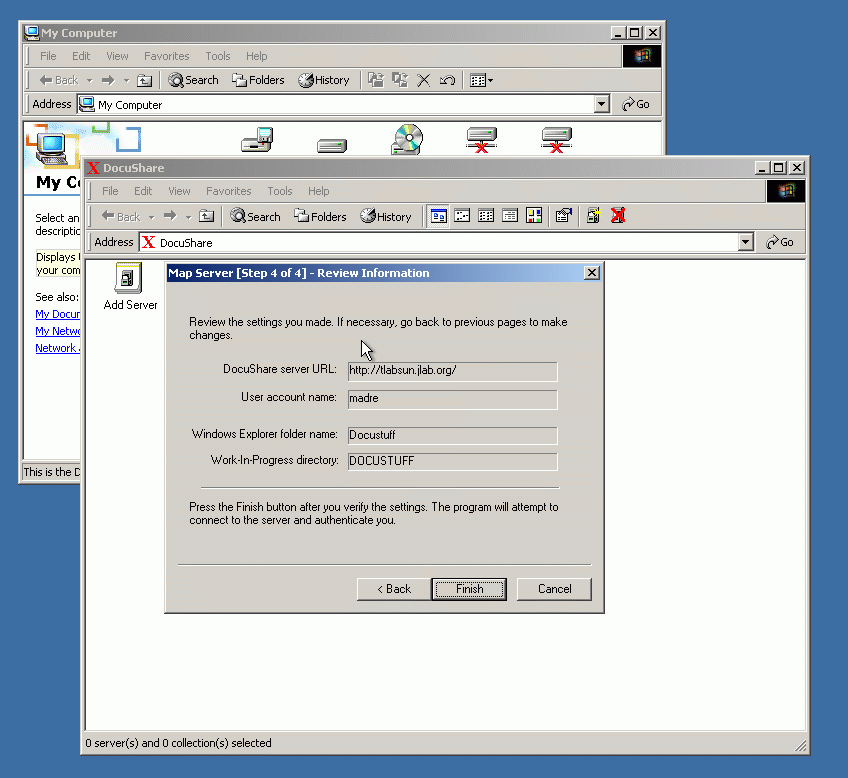 My Computer
File Edit View Favorites Tools Help
Back Search Folders History
Address My Computer Go
My Co
Select an
descriptio
Displays
your com
See also:
My Docur
My Netwo
Network
This is the D
DocuShare
File Edit View Favorites Tools Help
Back Search Folders History
Address DocuShare Go
Add Server
Map Server [Step 4 of 4] - Review Information
Review the settings you made. If necessary, go back to previous pages to make
changes.
DocuShare server URL: http://tlabsun.jlab.org/
User account name: madre
Windows Explorer folder name: Docustuff
Work-In-Progress directory: DOCUSTUFF
Press the Finish button after you verify the settings. The program will attempt to
connect to the server and authenticate you.
< Back Finish Cancel
0 server(s) and 0 collection(s) selected